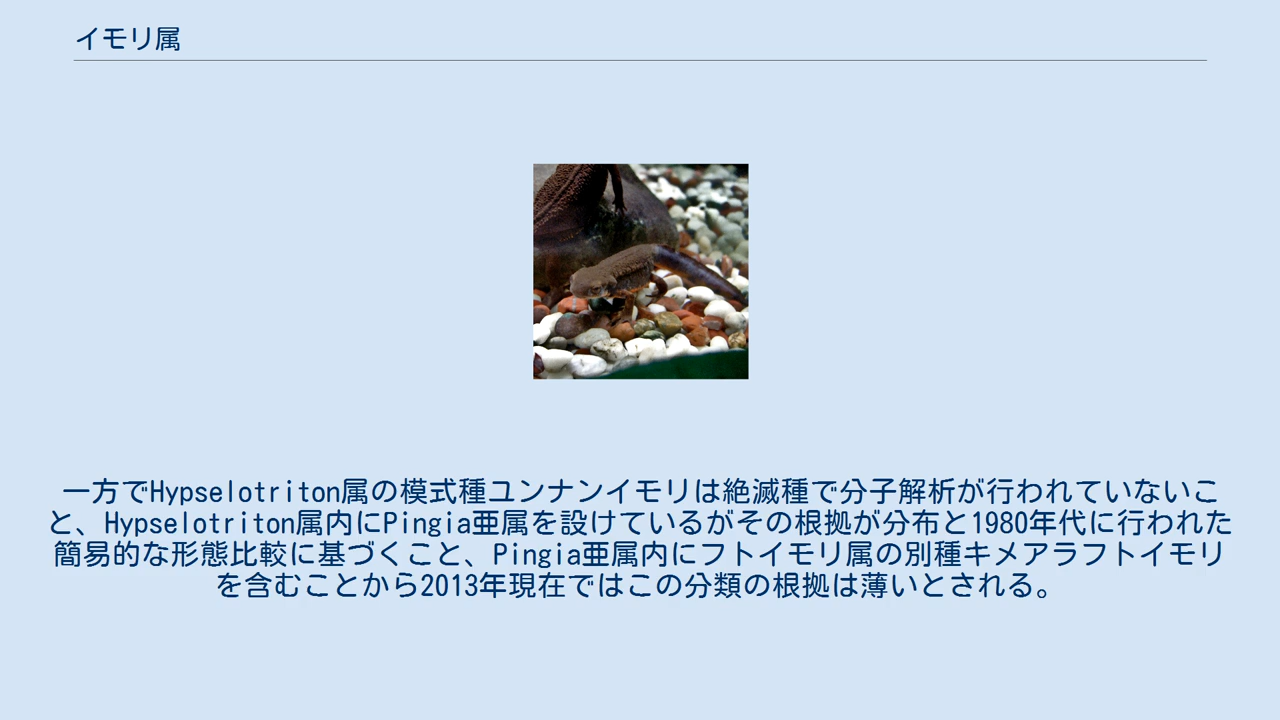 イモリ属
一方でHypselotriton属の模式種ユンナンイモリは絶滅種で分子解析が行われていないこ
と、Hypselotriton属内にPingia亜属を設けているがその根拠が分布と1980年代に行われた
簡易的な形態比較に基づくこと、Pingia亜属内にフトイモリ属の別種キメアラフトイモリ
を含むことから2013年現在ではこの分類の根拠は薄いとされる。